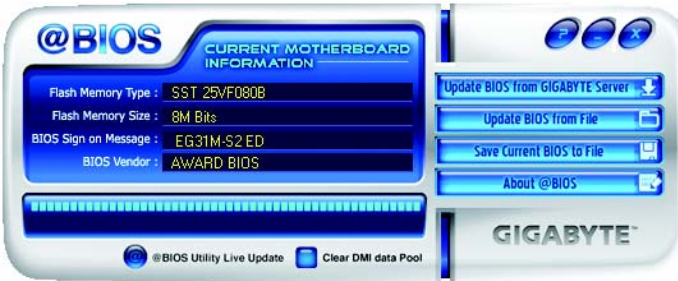 @BIOS
CURRENT MOTHERBOARD
INFORMATION
Flash Memory Type : SST 25VF080B
Flash Memory Size : 8M Bits
BIOS Sign on Message : EG31M-S2 ED
BIOS Vendor : AWARD BIOS
? _ X
Update BIOS from GIGABYTE Server
Update BIOS from File
Save Current BIOS to File
About @BIOS
@ @BIOS Utility Live Update
Clear DMI data Pool
GIGABYTE™